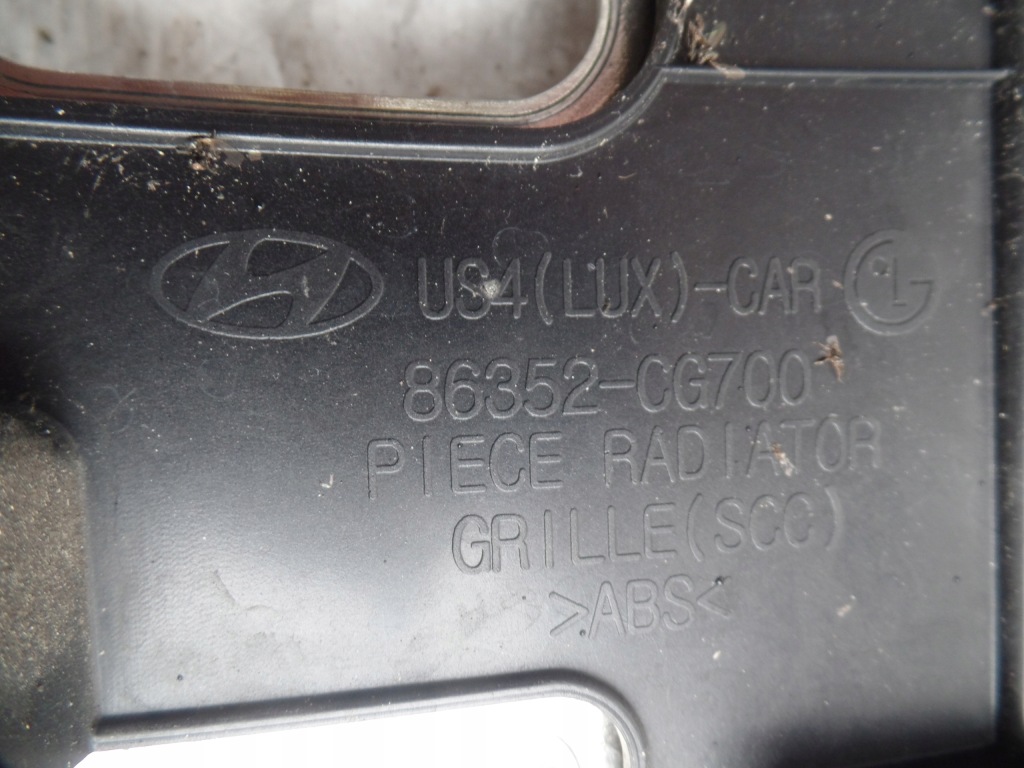 US4(LUX)-CAR
86352-CG700
PIECE RADIATOR
GRILLE(SCC)
>ABS<